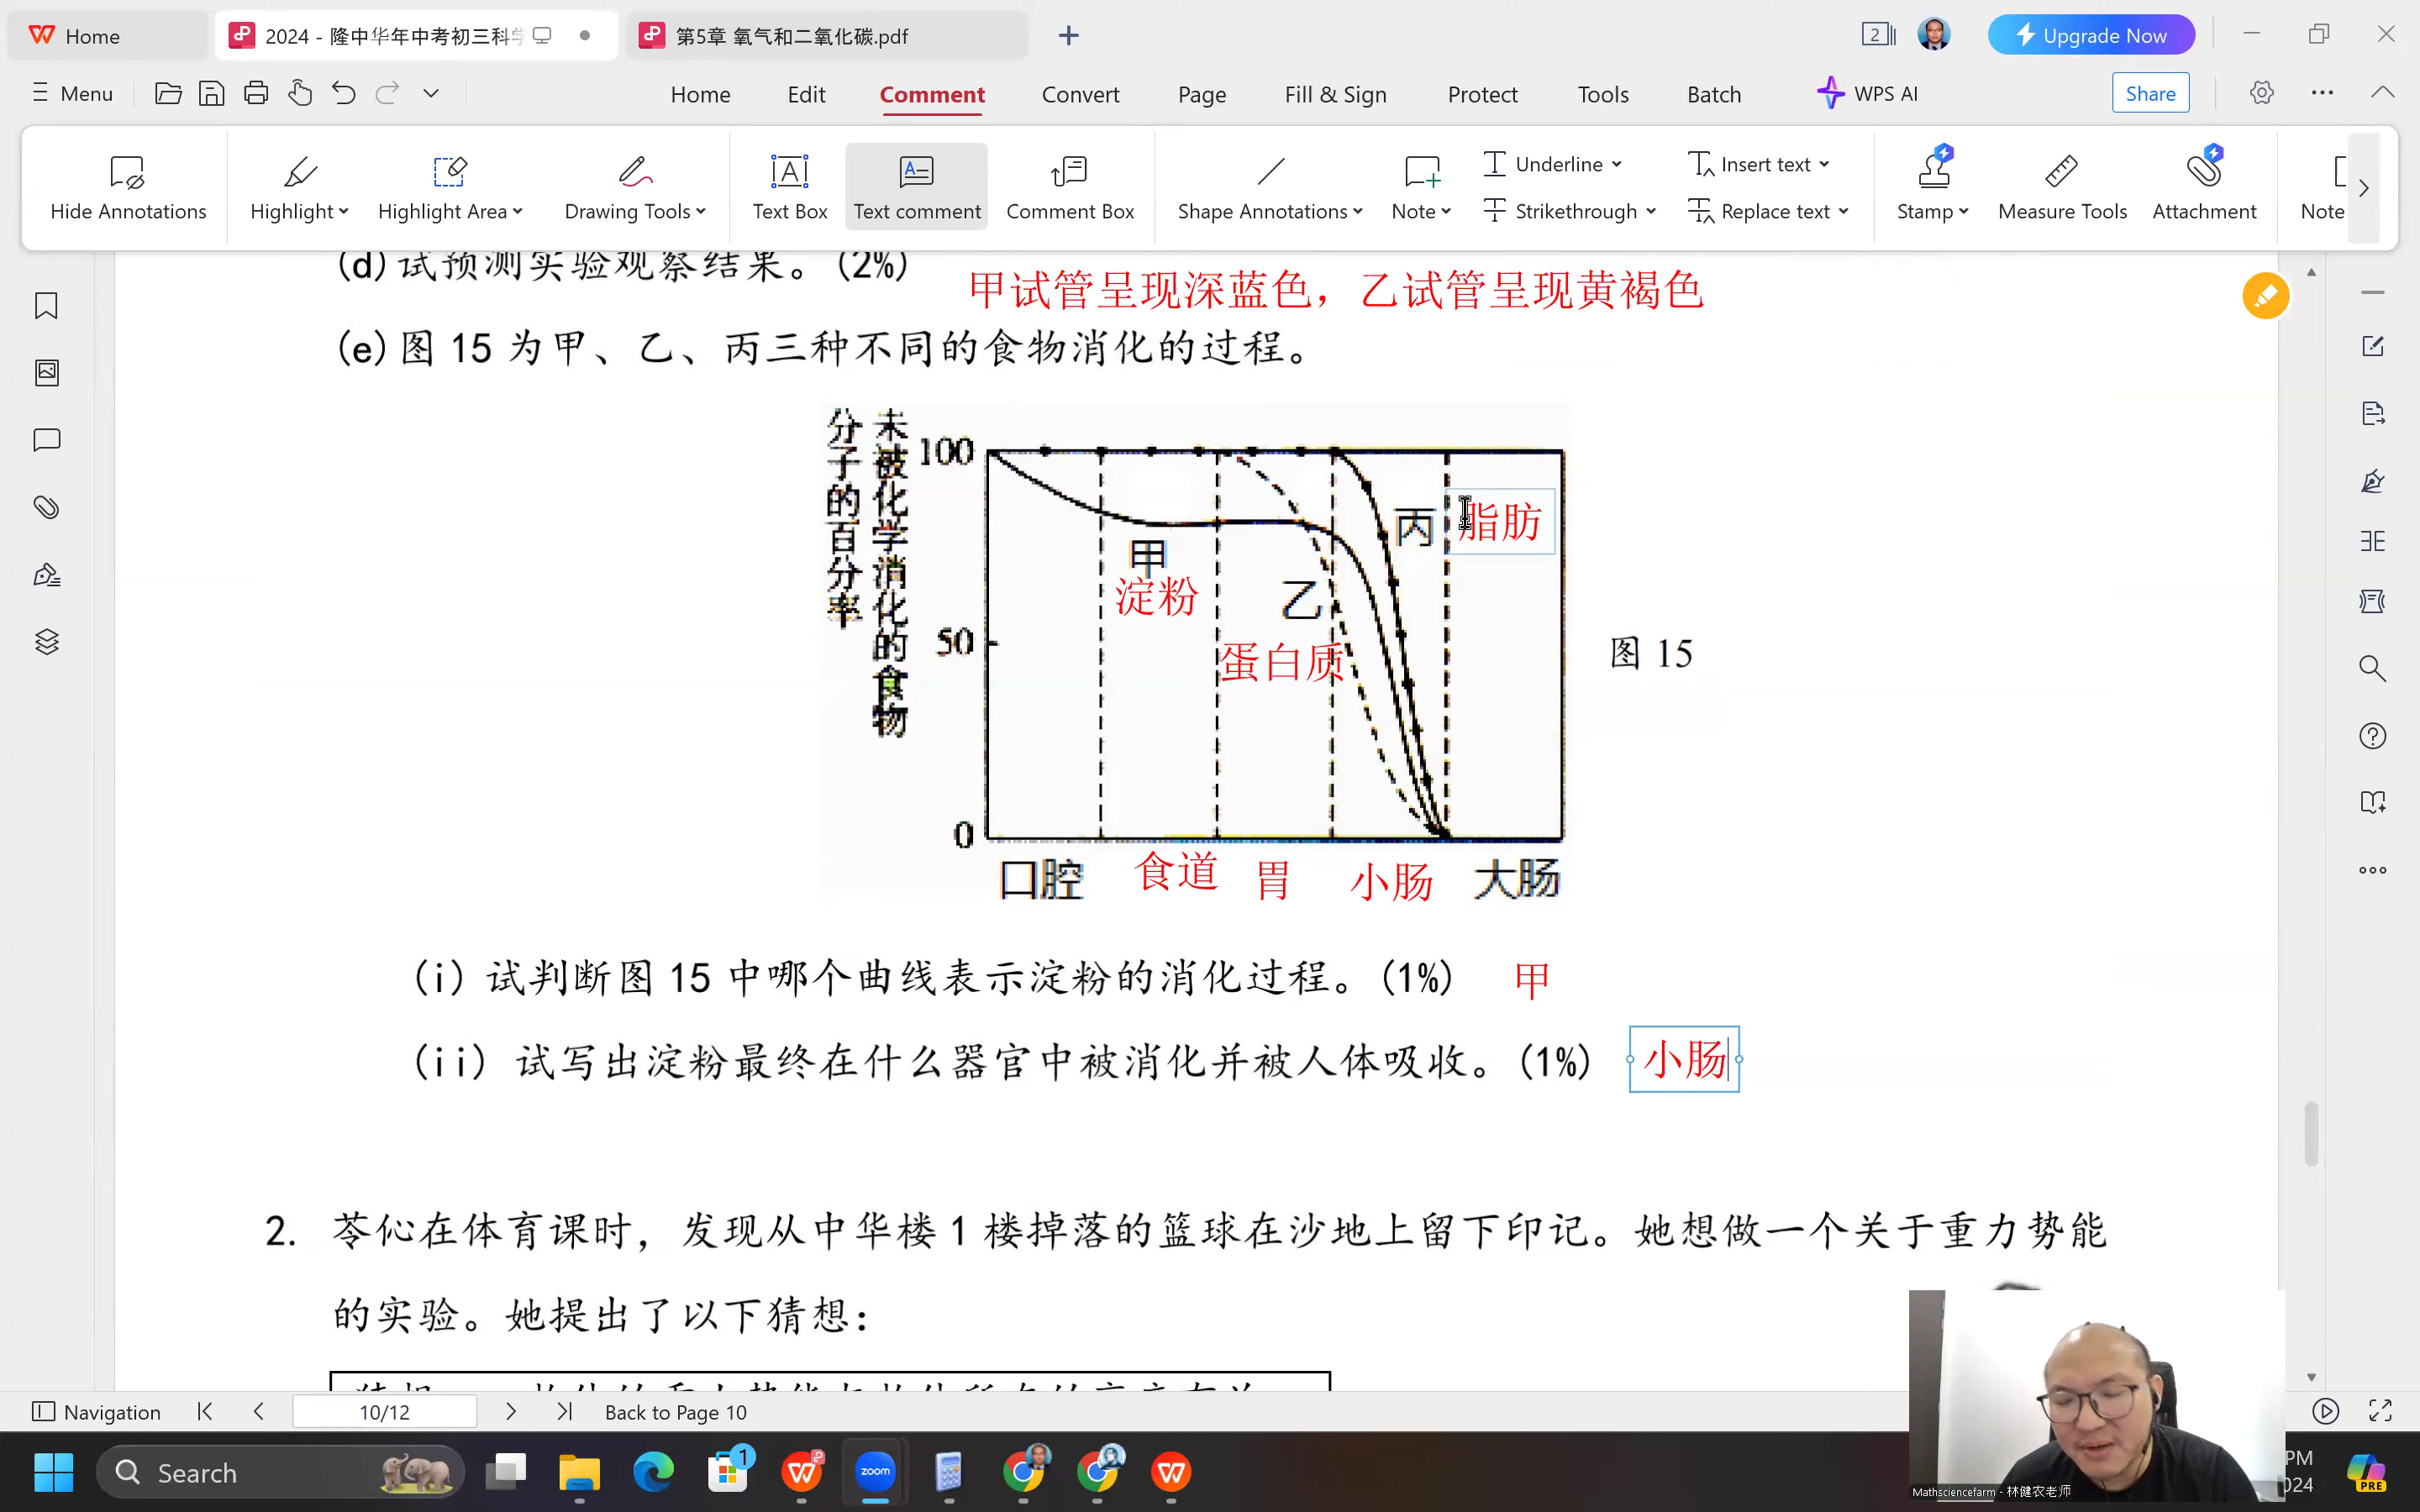 Home
2024 - 隆中华年中考初三科学
第5章 氧气和二氧化碳.pdf
2
Upgrade Now
Menu
Home
Edit
Comment
Convert
Page
Fill & Sign
Protect
Tools
Batch
WPS AI
Share
Hide Annotations
Highlight
Highlight Area
Drawing Tools
Text Box
Text comment
Comment Box
Shape Annotations
Note
Underline
Strikethrough
Insert text
Replace text
Stamp
Measure Tools
Attachment
Note
(d) 试预测实验观察结果。(2%)
甲试管呈现深蓝色，乙试管呈现黄褐色
(e) 图 15 为甲、乙、丙三种不同的食物消化的过程。
未被化学消化的食物
分子的百分率
100
50
0
甲
淀粉
乙
蛋白质
丙
脂肪
口腔
食道
胃
小肠
大肠
图 15
(i) 试判断图 15 中哪个曲线表示淀粉的消化过程。(1%) 甲
(ii) 试写出淀粉最终在什么器官中被消化并被人体吸收。(1%) 小肠
2. 苓伈在体育课时，发现从中华楼 1 楼掉落的篮球在沙地上留下印记。她想做一个关于重力势能
的实验。她提出了以下猜想：
Navigation
10/12
Back to Page 10
Search
1
zoom
PM
024
PRE
Mathsciencefarm - 林健农老师